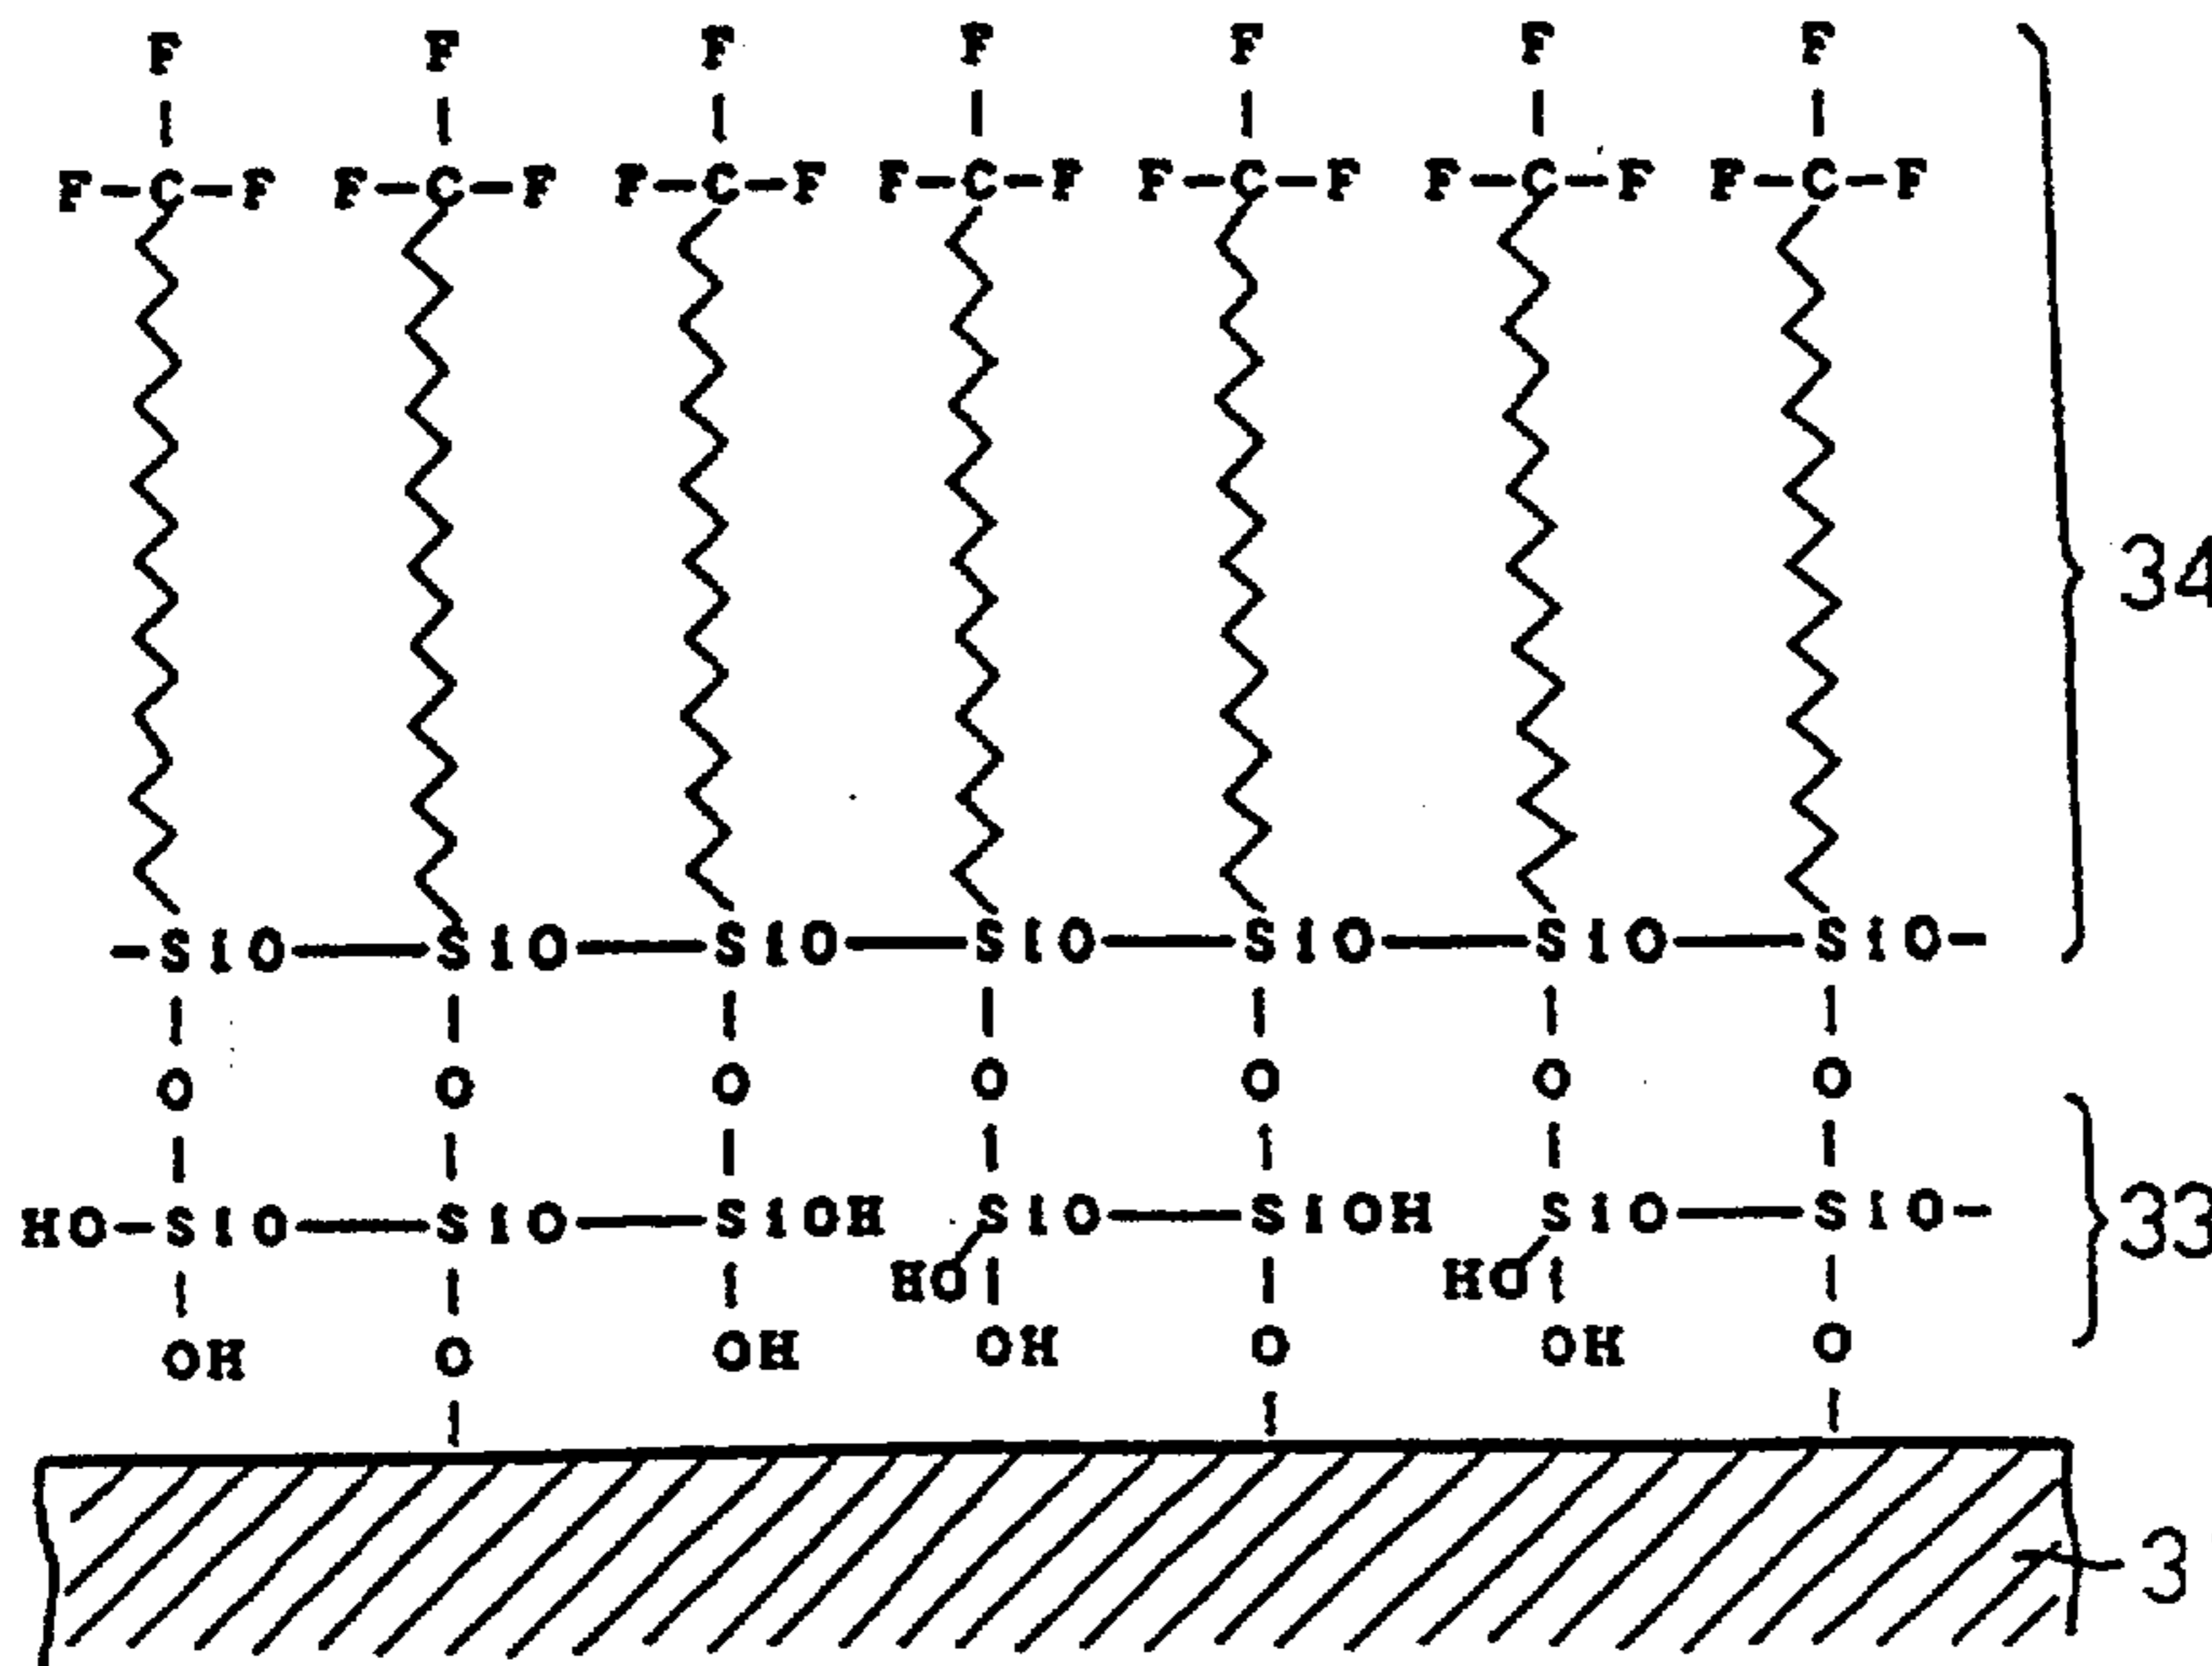 F F F F F F F
F-C-F F-C-F F-C-F F-C-F F-C-F F-C-F F-C-F
34
-SiO-SiO-SiO-SiO-SiO-SiO-SiO-
O O O O O O O
HO-SiO-SiO-SiOH SiO-SiOH SiO-SiO-
33
HO HO
OH O OH OH O OH O